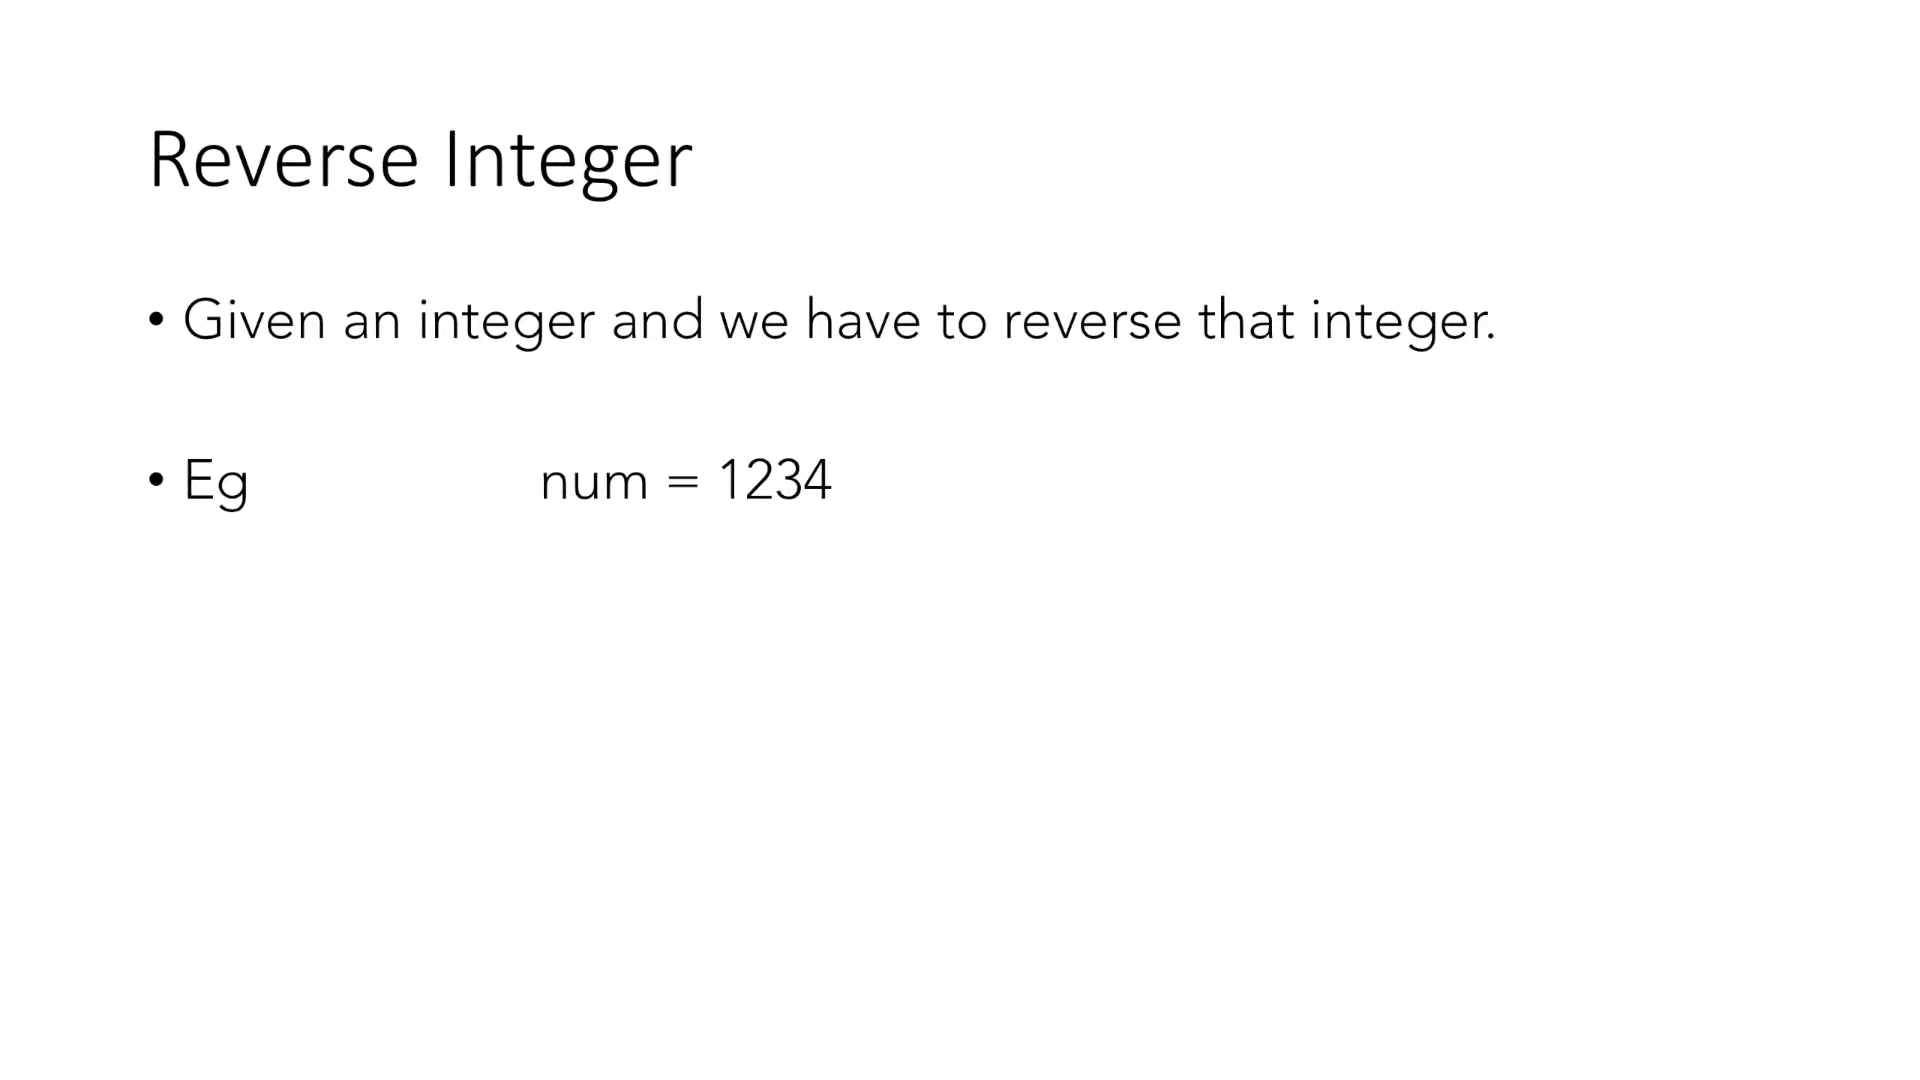 Reverse Integer
• Given an integer and we have to reverse that integer.
• Eg num = 1234